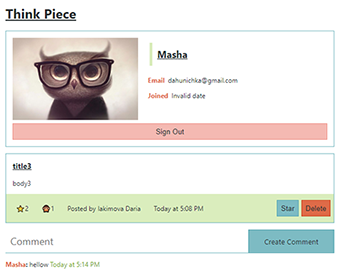 Think Piece
Masha
Email dahunichka@gmail.com
Joined Invalid date
Sign Out
title3
body3
2 1 Posted by Iakimova Daria Today at 5:08 PM Star Delete
Comment Create Comment
Masha: hellow Today at 5:14 PM